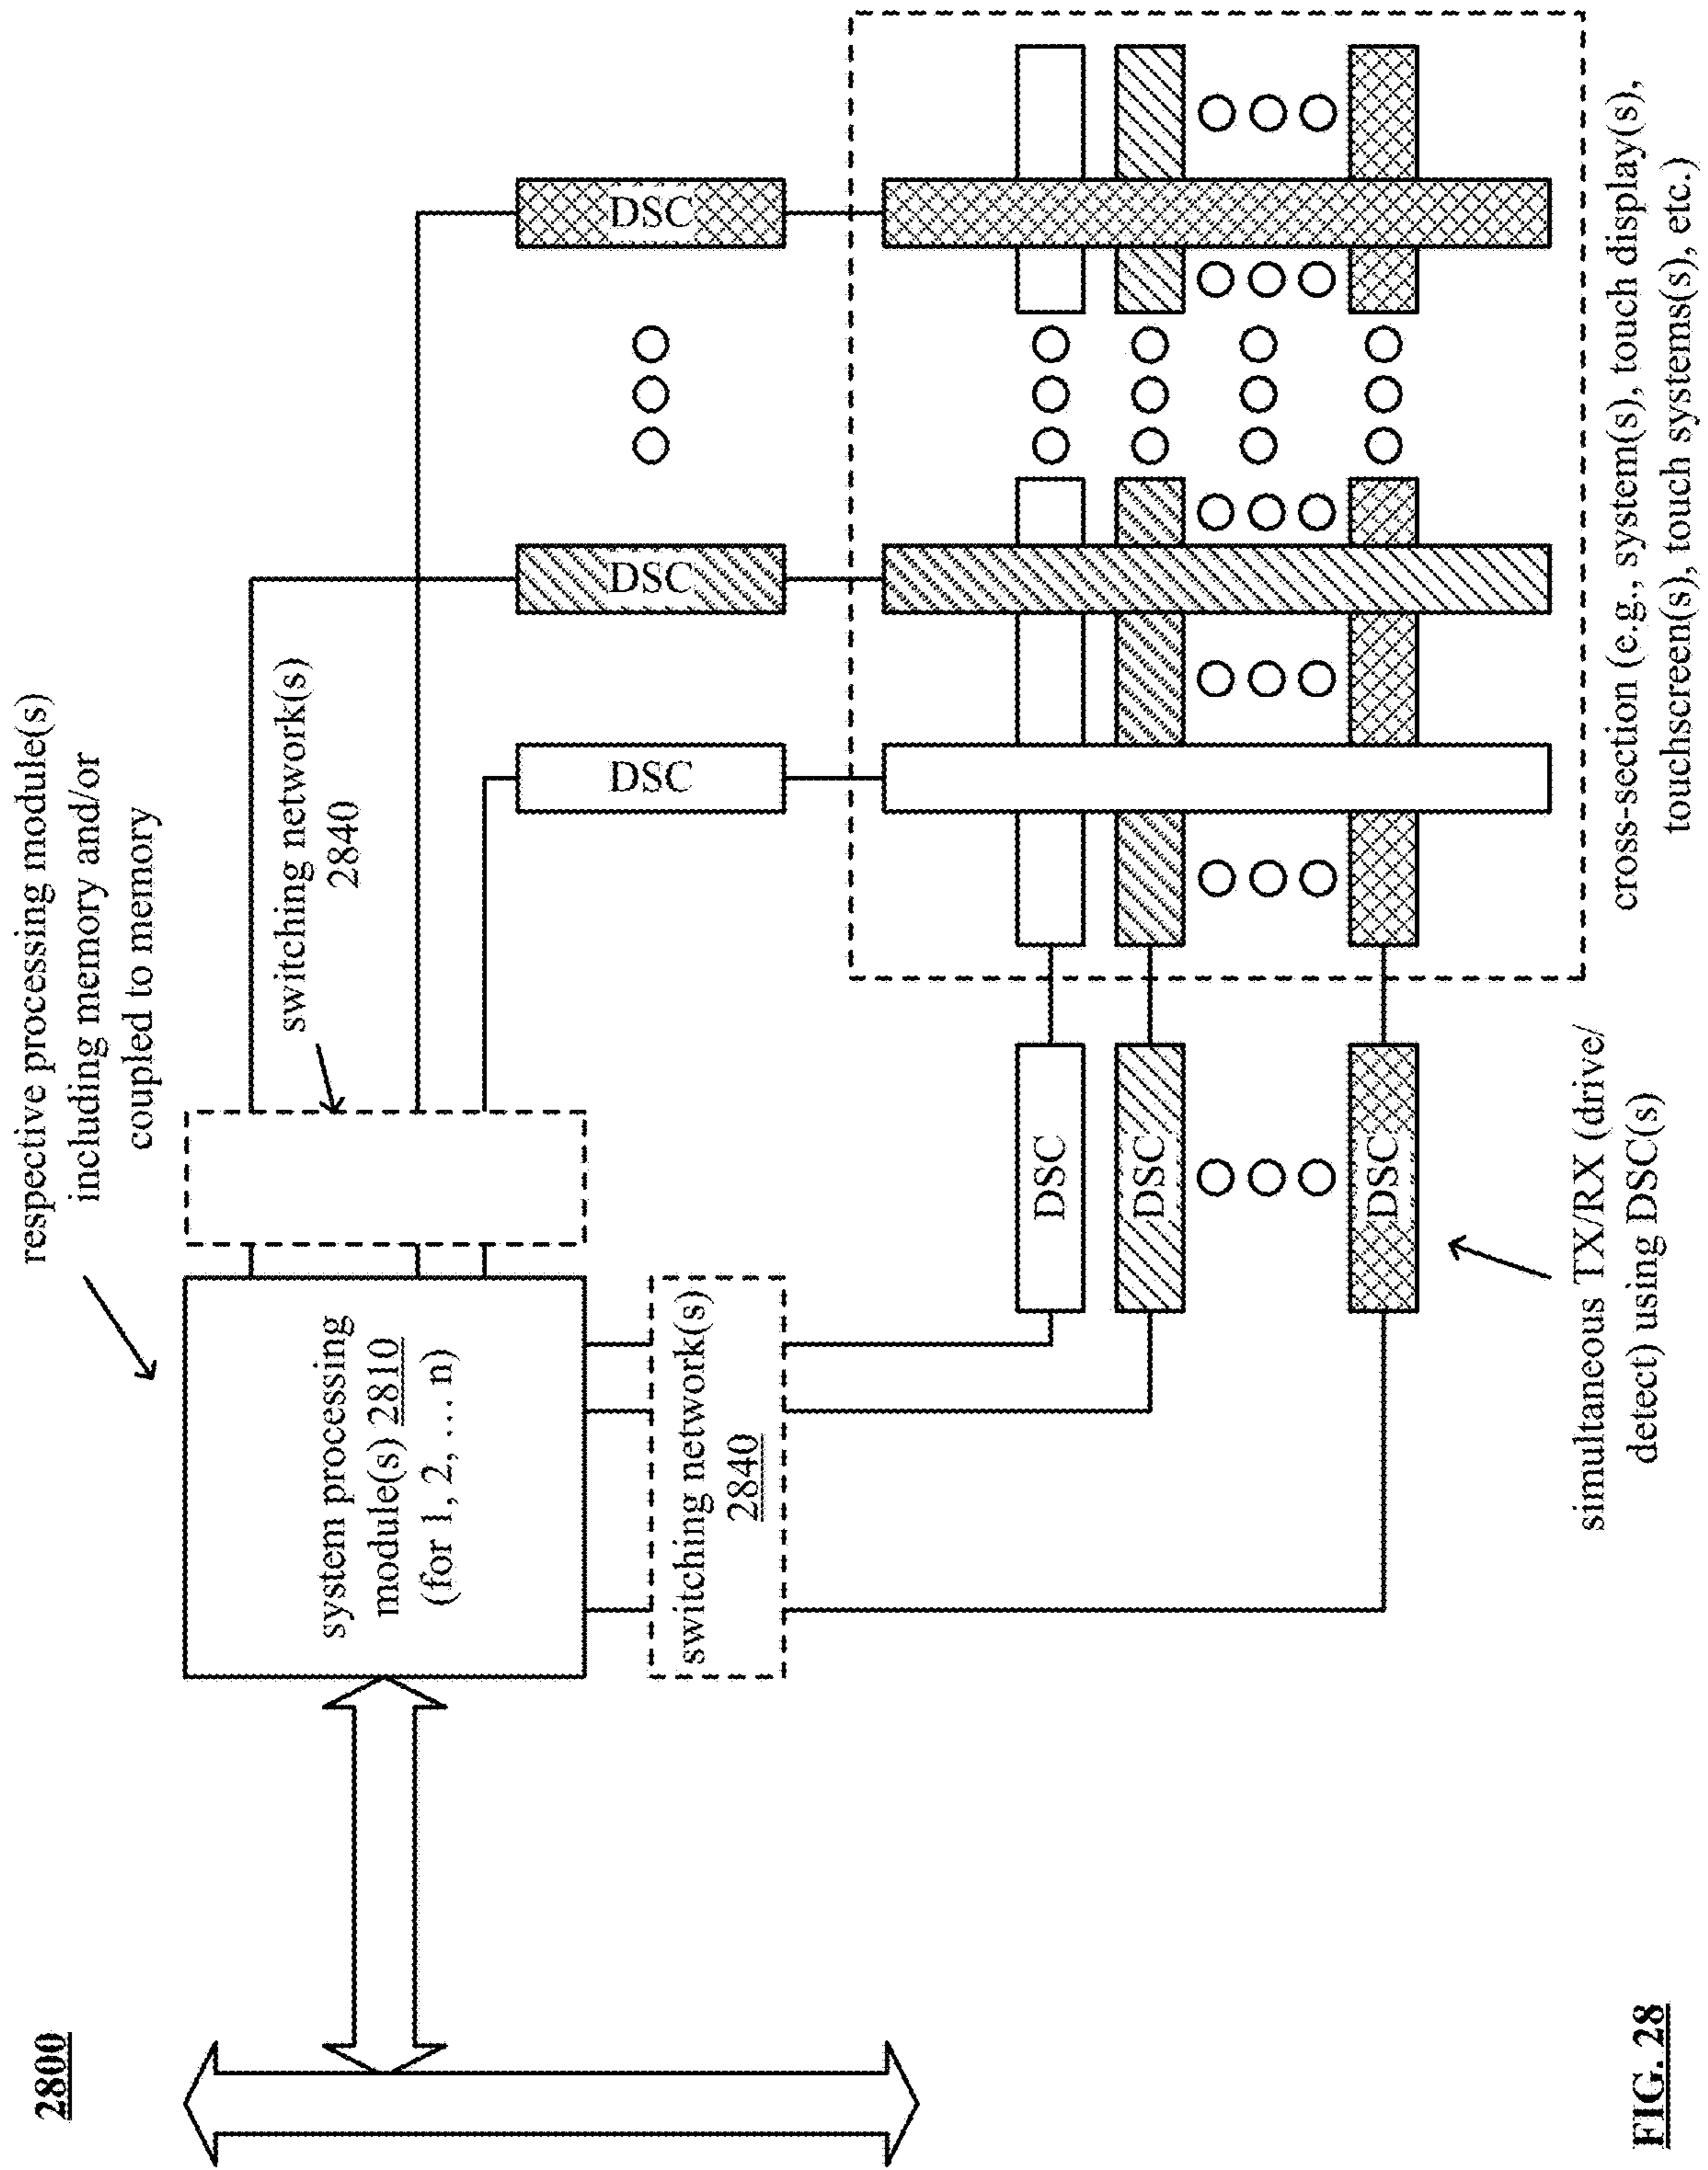 2800
respective processing module(s)
including memory and/or
coupled to memory
switching network(s)
2840
system processing
module(s) 2810
(for 1, 2, … n)
switching network(s)
2840
DSC
DSC
DSC
DSC
DSC
DSC
simultaneous TX/RX (drive/
detect) using DSC(s)
cross-section (e.g., system(s), touch display(s),
touchscreen(s), touch systems(s), etc.)
FIG. 28